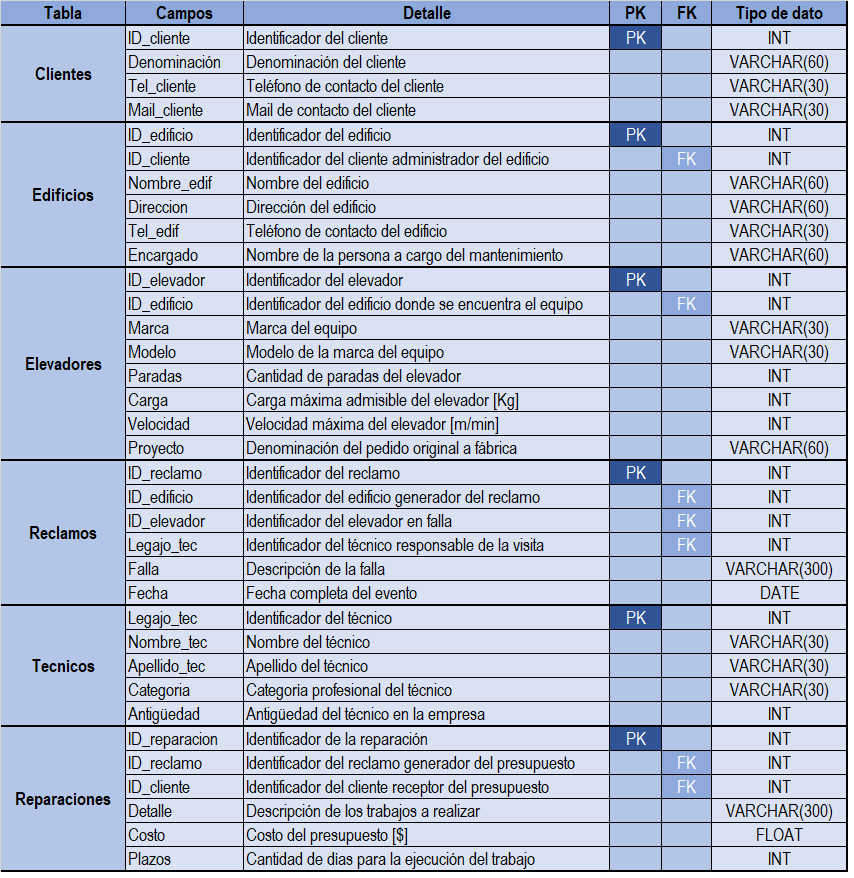 Tabla Campos Detalle PK FK Tipo de dato
Clientes
ID_cliente Identificador del cliente PK INT
Denominación Denominación del cliente VARCHAR(60)
Tel_cliente Teléfono de contacto del cliente VARCHAR(30)
Mail_cliente Mail de contacto del cliente VARCHAR(30)
Edificios
ID_edificio Identificador del edificio PK INT
ID_cliente Identificador del cliente administrador del edificio FK INT
Nombre_edif Nombre del edificio VARCHAR(60)
Direccion Dirección del edificio VARCHAR(60)
Tel_edif Teléfono de contacto del edificio VARCHAR(30)
Encargado Nombre de la persona a cargo del mantenimiento VARCHAR(60)
Elevadores
ID_elevador Identificador del elevador PK INT
ID_edificio Identificador del edificio donde se encuentra el equipo FK INT
Marca Marca del equipo VARCHAR(30)
Modelo Modelo de la marca del equipo VARCHAR(30)
Paradas Cantidad de paradas del elevador INT
Carga Carga máxima admisible del elevador [Kg] INT
Velocidad Velocidad máxima del elevador [m/min] INT
Proyecto Denominación del pedido original a fábrica VARCHAR(60)
Reclamos
ID_reclamo Identificador del reclamo PK INT
ID_edificio Identificador del edificio generador del reclamo FK INT
ID_elevador Identificador del elevador en falla FK INT
Legajo_tec Identificador del técnico responsable de la visita FK INT
Falla Descripción de la falla VARCHAR(300)
Fecha Fecha completa del evento DATE
Tecnicos
Legajo_tec Identificador del técnico PK INT
Nombre_tec Nombre del técnico VARCHAR(30)
Apellido_tec Apellido del técnico VARCHAR(30)
Categoria Categoria profesional del técnico VARCHAR(30)
Antigüedad Antigüedad del técnico en la empresa INT
Reparaciones
ID_reparacion Identificador de la reparación PK INT
ID_reclamo Identificador del reclamo generador del presupuesto FK INT
ID_cliente Identificador del cliente receptor del presupuesto FK INT
Detalle Descripción de los trabajos a realizar VARCHAR(300)
Costo Costo del presupuesto [$] FLOAT
Plazos Cantidad de dias para la ejecución del trabajo INT